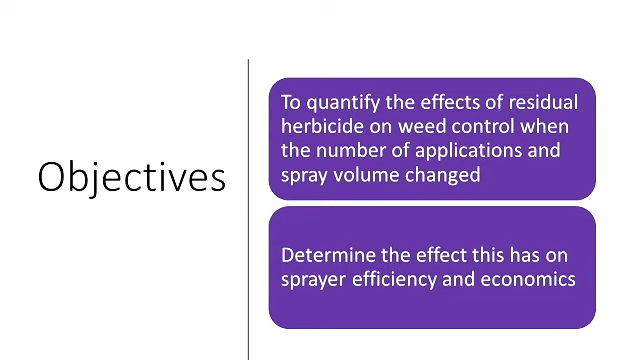 Objectives
To quantify the effects of residual
herbicide on weed control when
the number of applications and
spray volume changed
Determine the effect this has on
sprayer efficiency and economics